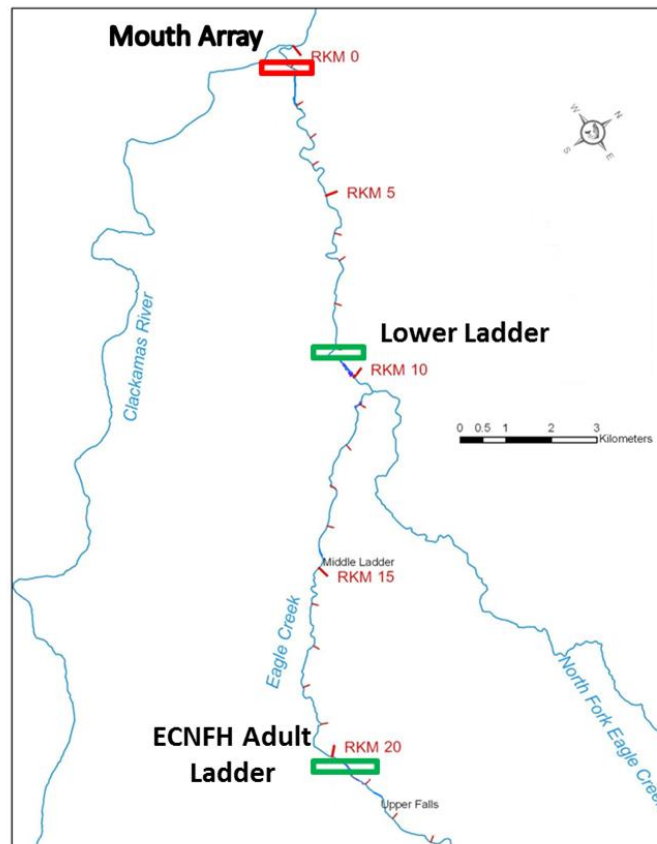 Mouth Array
RKM 0
W
N
S
E
RKM 5
Clackamas River
Lower Ladder
RKM 10
0 0.5 1 2 3
Kilometers
Middle Ladder
RKM 15
Eagle Creek
North Fork Eagle Creek
ECNFH Adult
Ladder
RKM 20
Upper Falls